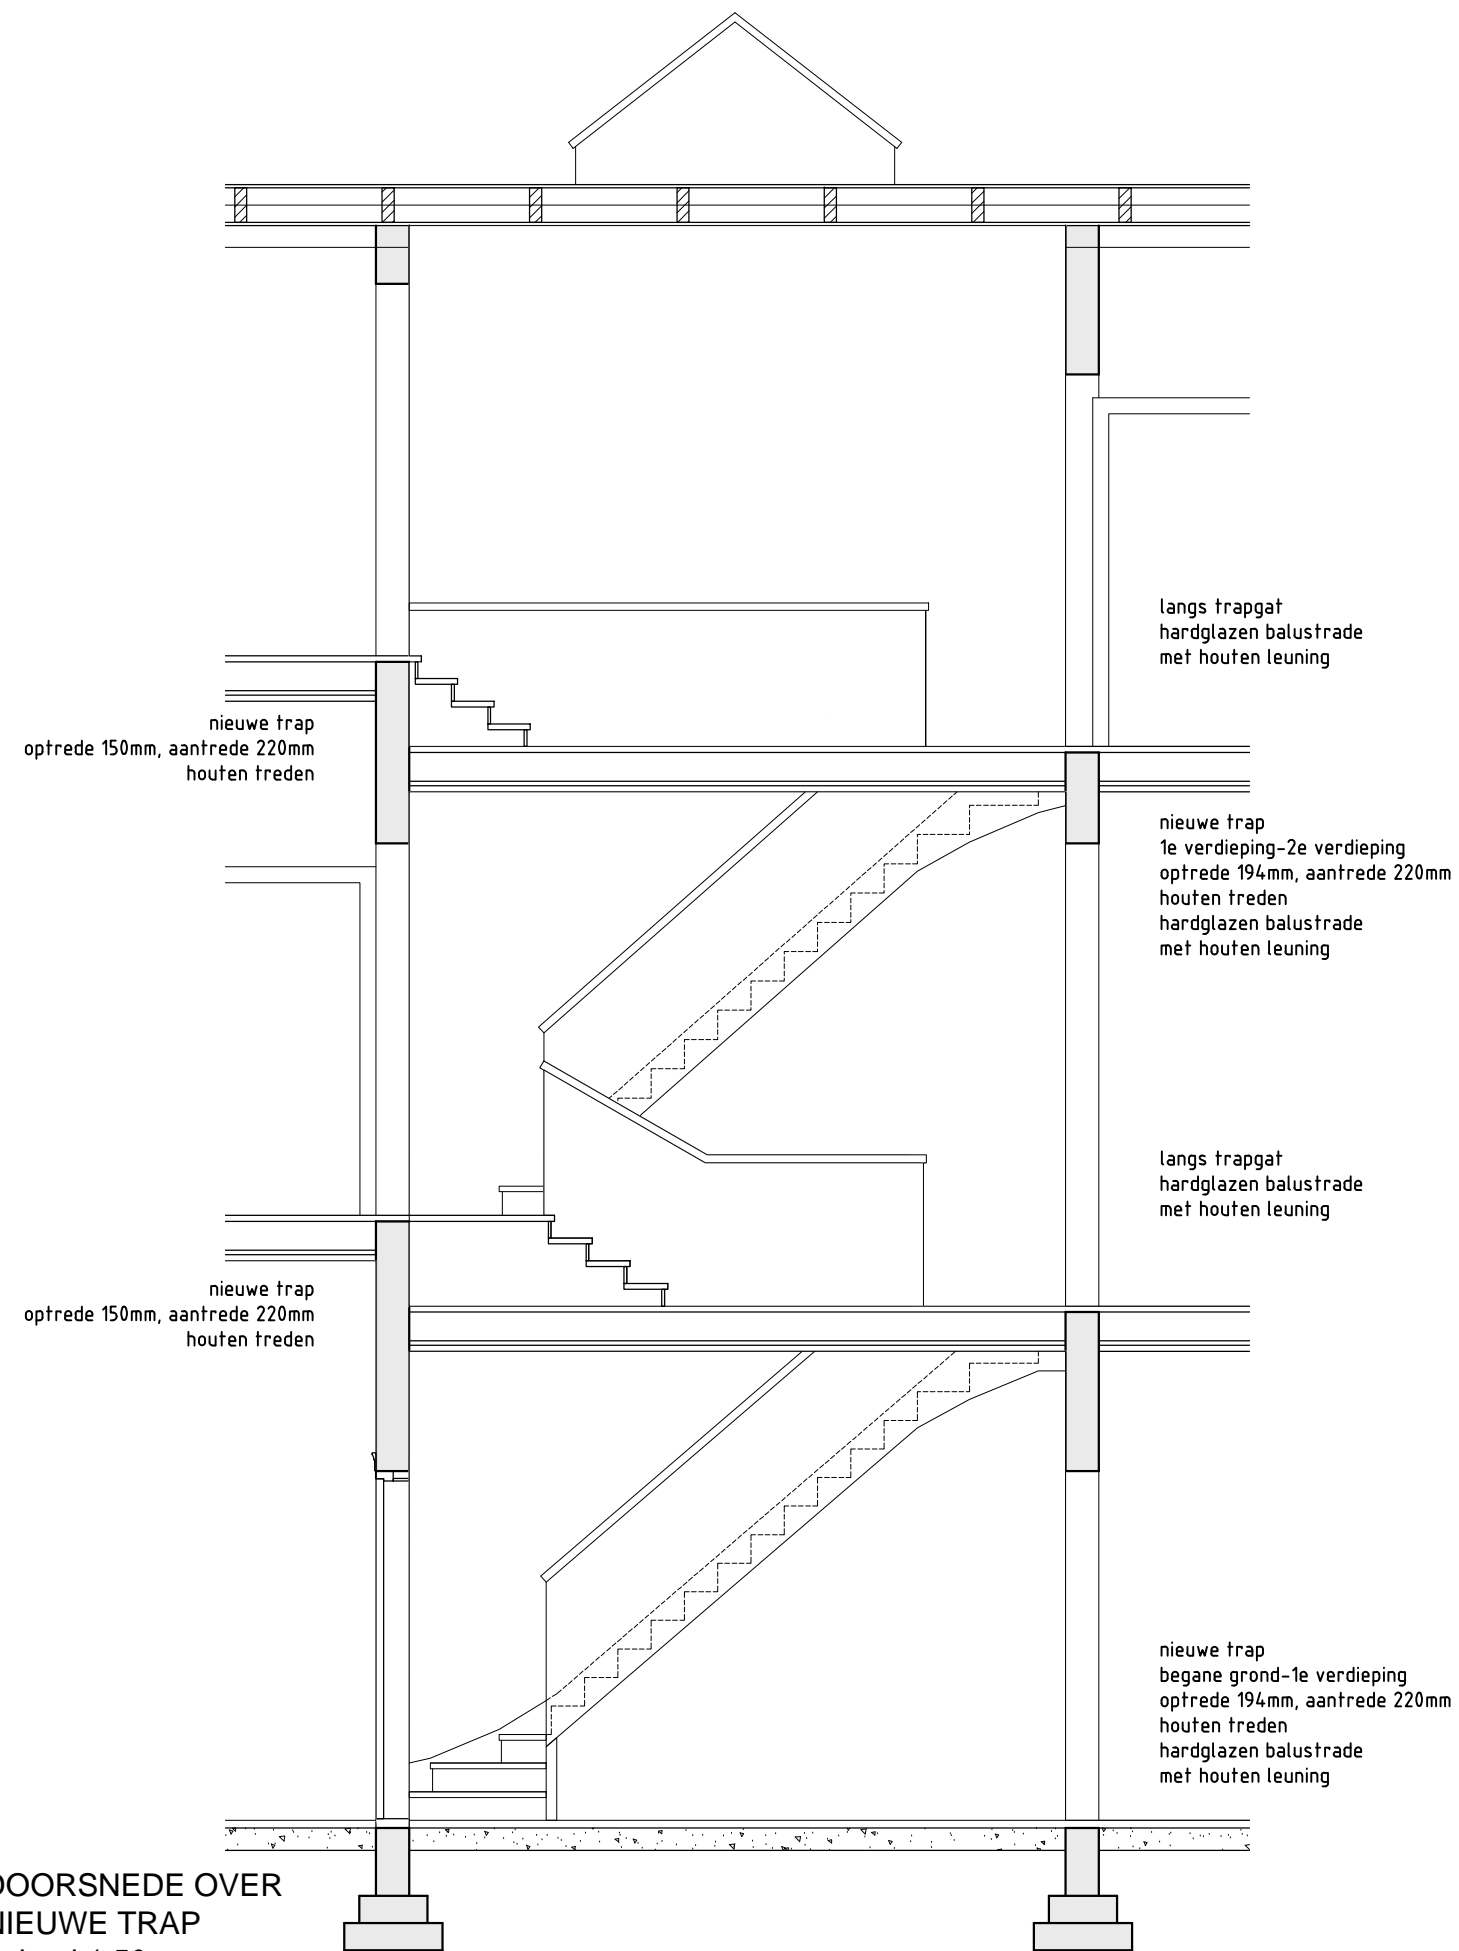 langs trapgat
hardglazen balustrade
met houten leuning
nieuwe trap
optrede 150mm, aantrede 220mm
houten treden
nieuwe trap
1e verdieping-2e verdieping
optrede 194mm, aantrede 220mm
houten treden
hardglazen balustrade
met houten leuning
langs trapgat
hardglazen balustrade
met houten leuning
nieuwe trap
optrede 150mm, aantrede 220mm
houten treden
nieuwe trap
begane grond-1e verdieping
optrede 194mm, aantrede 220mm
houten treden
hardglazen balustrade
met houten leuning
DOORSNEDE OVER
NIEUWE TRAP